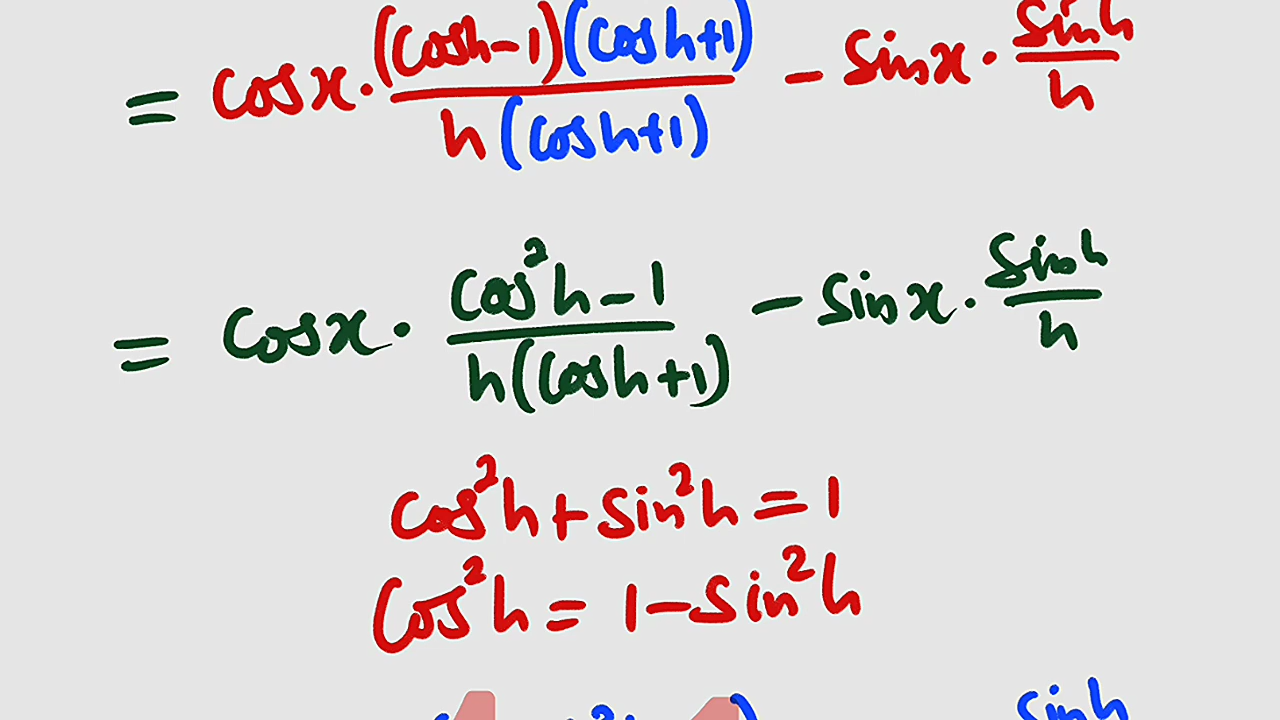 = cosx · (cosh-1)(cosh+1) / h(cosh+1) - sinx · sinh / h
= cosx · cos²h - 1 / h(cosh+1) - sinx · sinh / h
cos²h + sin²h = 1
cos²h = 1 - sin²h
sinh